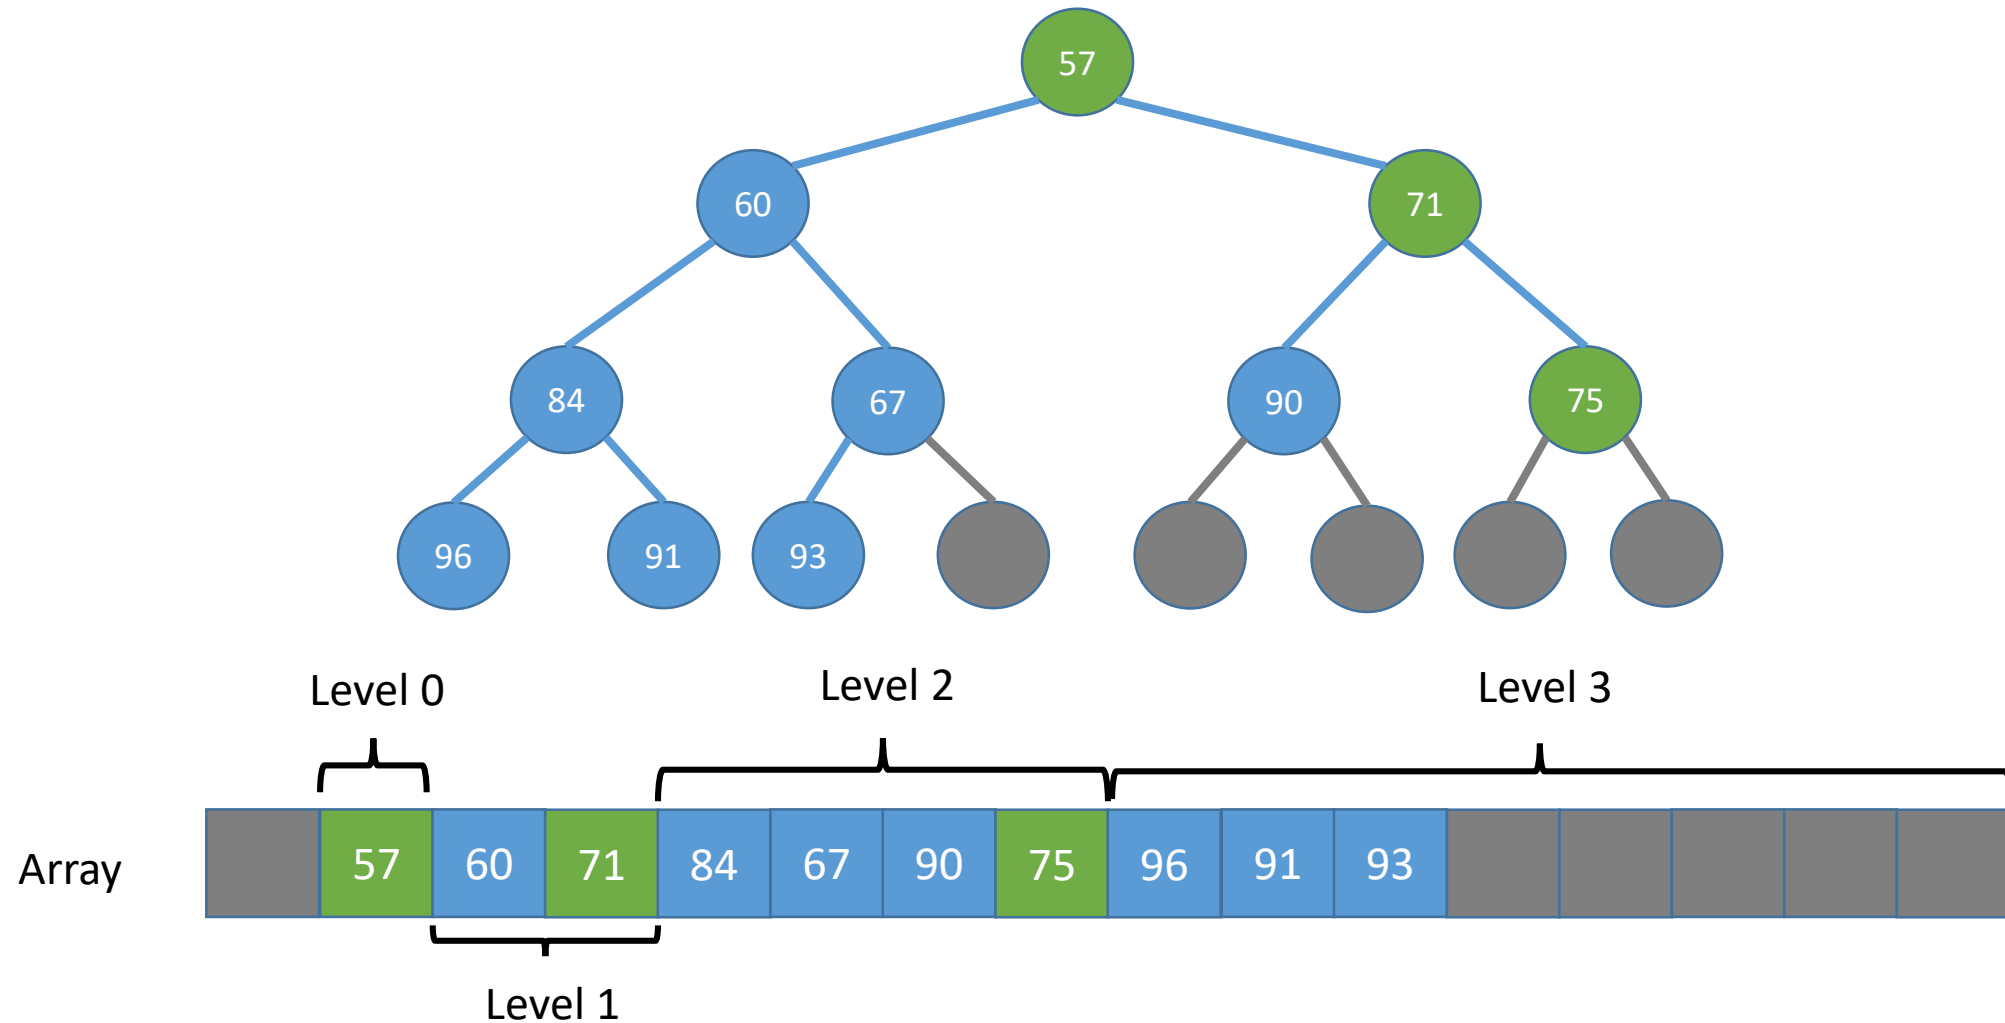 57
60 71
84 67 90 75
96 91 93
Level 0 Level 2 Level 3
Array 57 60 71 84 67 90 75 96 91 93
Level 1